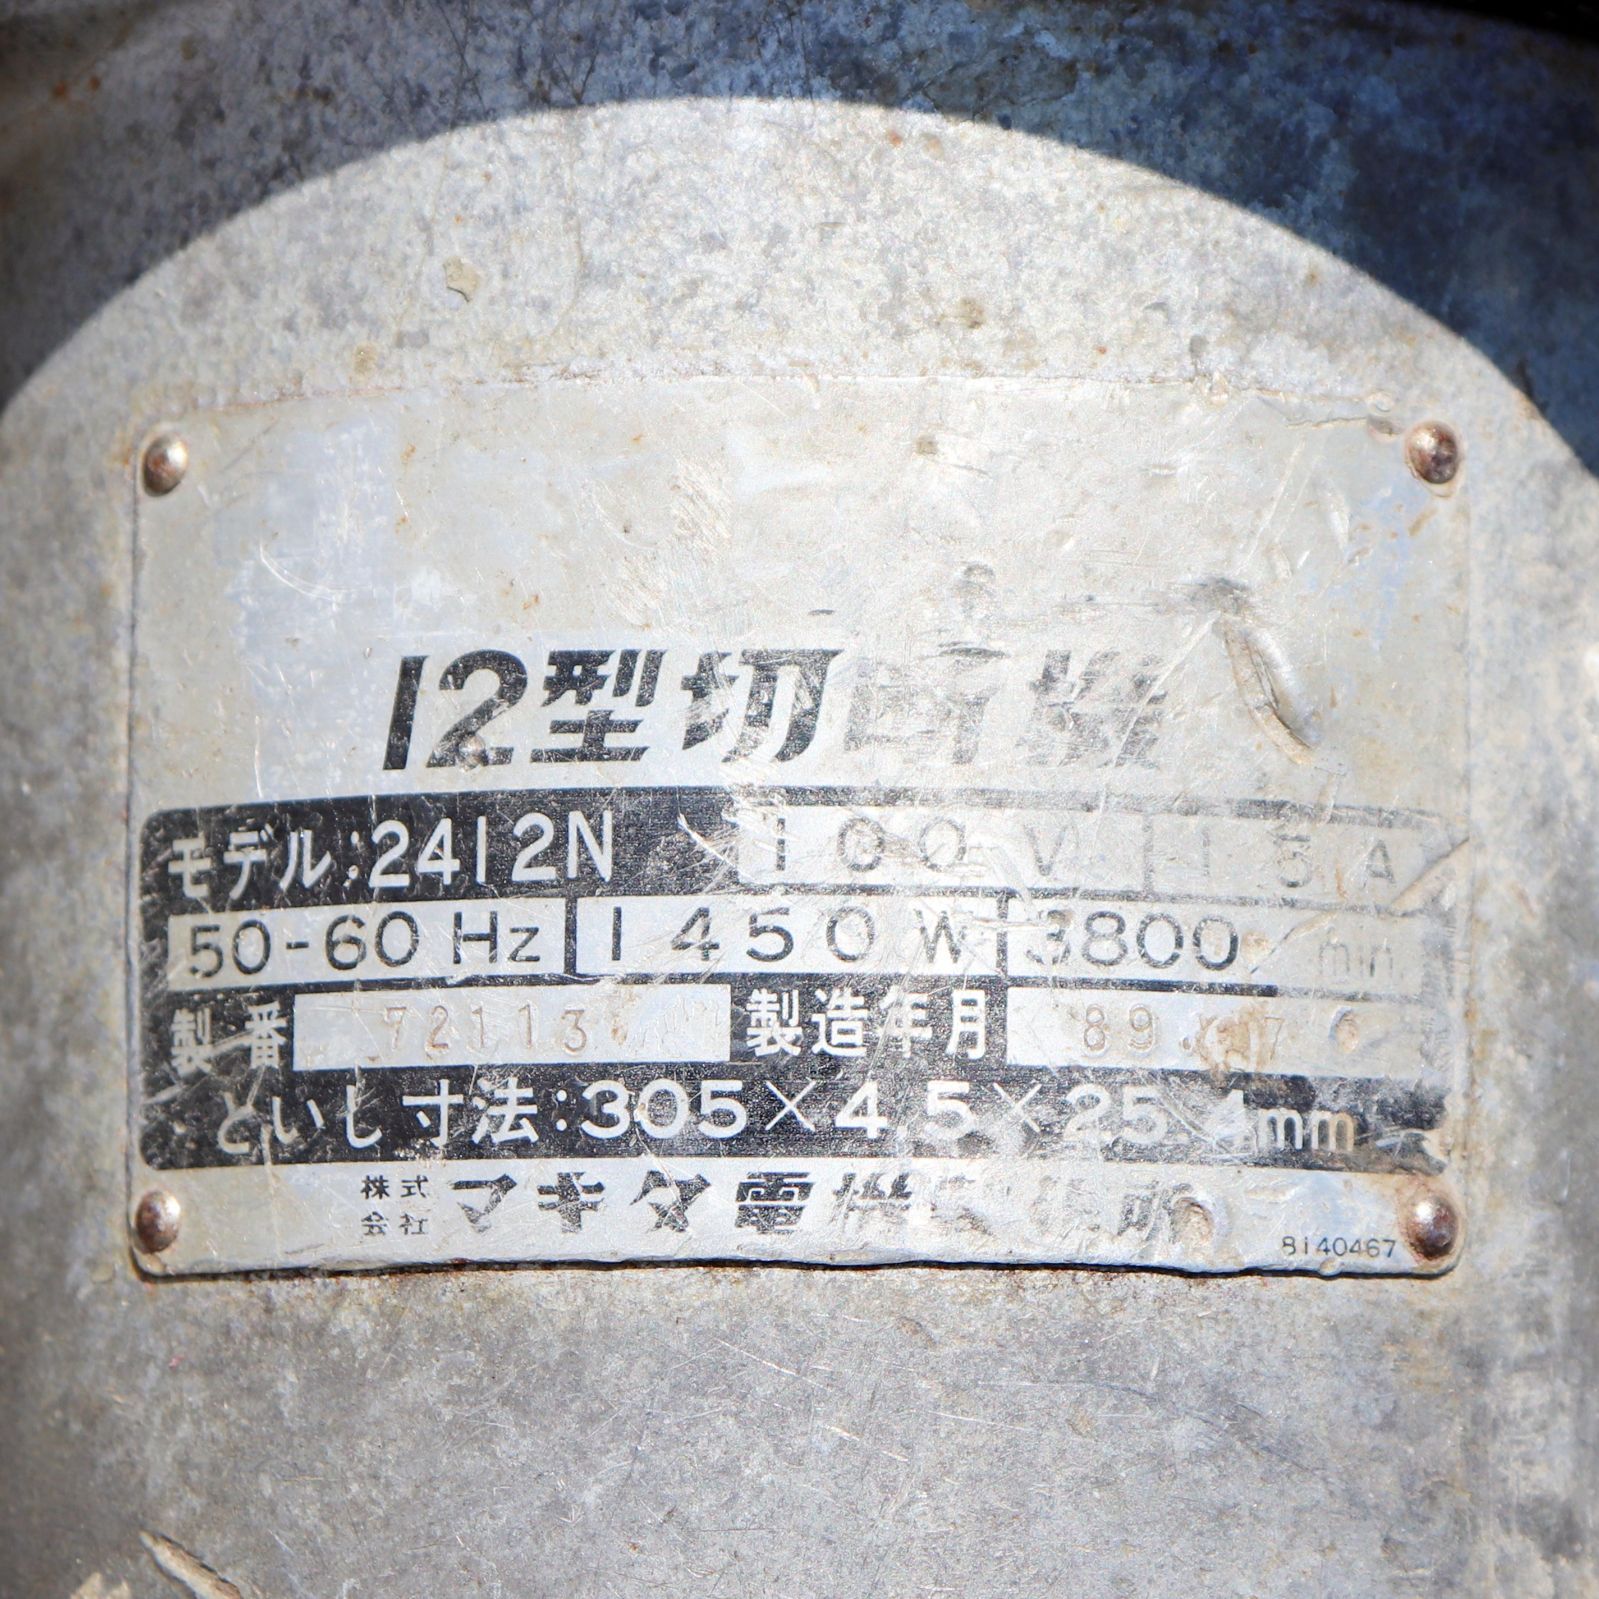 12型切断機
モデル:2412N 100V 15A
50-60Hz 1450W 3800/min
製番 721136 製造年月 89.
といし寸法:305×4.5×25.4mm
株式会社 マキタ電機製作所
8140467